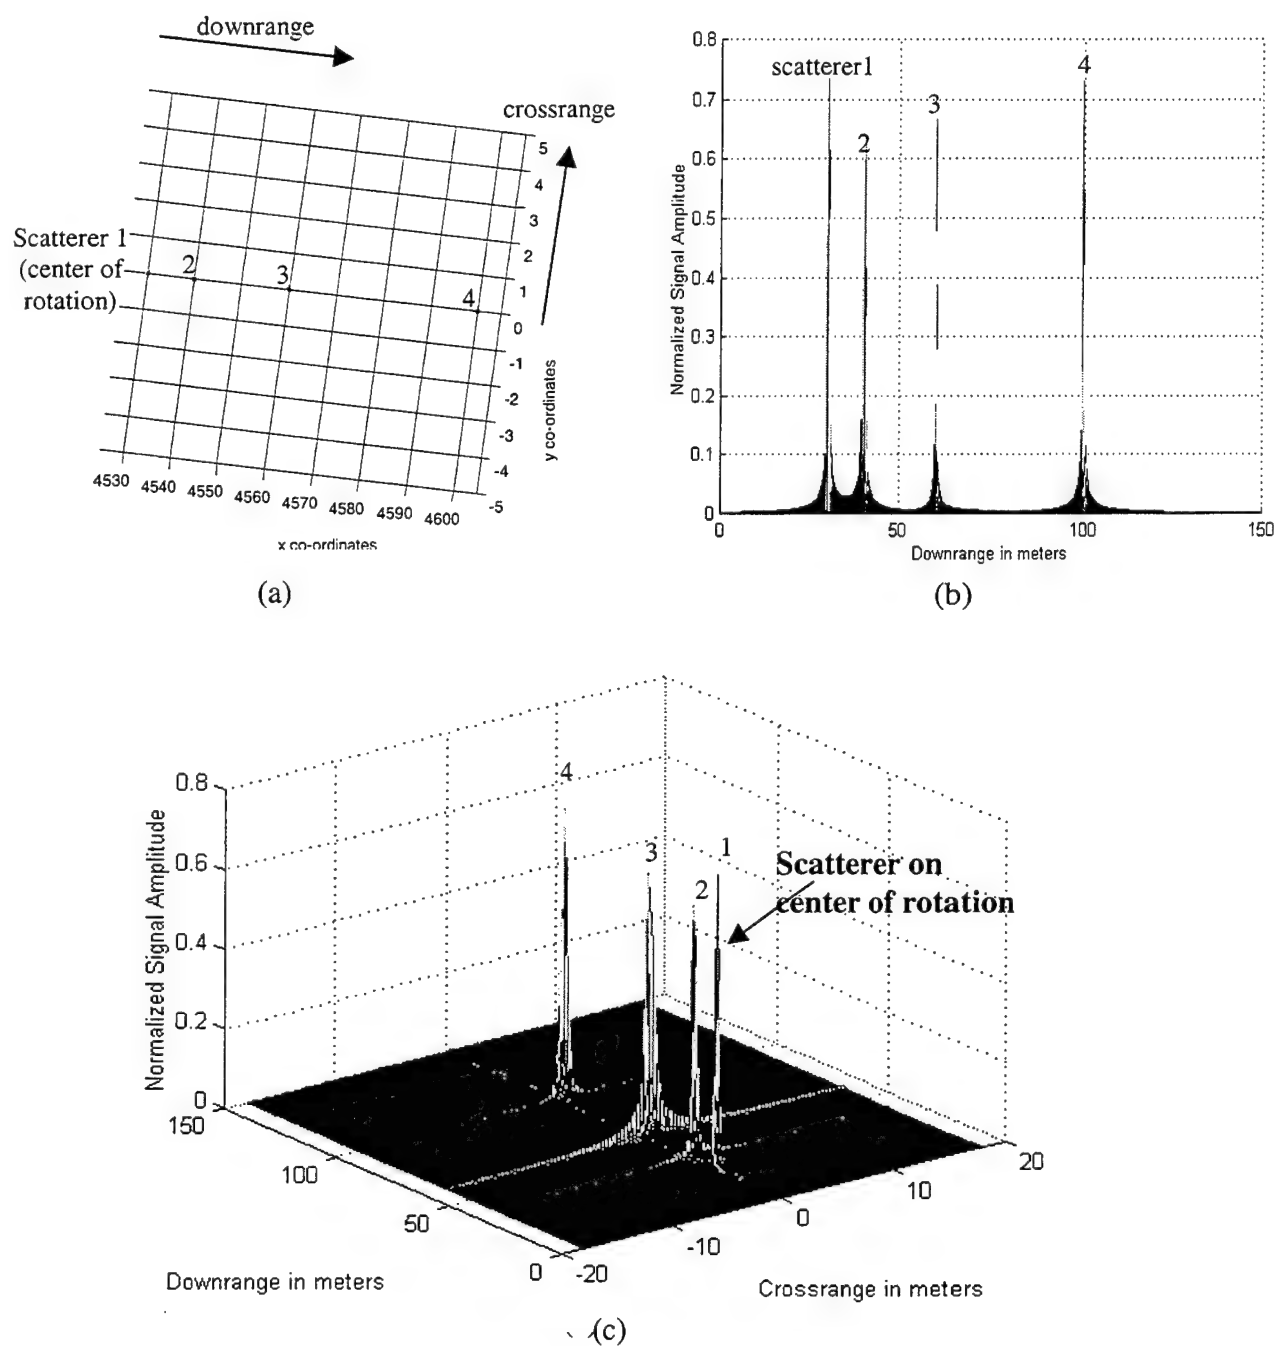 downrange
crossrange
5
4
3
2
1
0
-1
-2
-3
-4
-5
y co-ordinates
Scatterer 1
(center of
rotation)
2
3
4
4530 4540 4550 4560 4570 4580 4590 4600
x co-ordinates
(a)
0.8
0.7
0.6
0.5
0.4
0.3
0.2
0.1
0
Normalized Signal Amplitude
scatterer1
2
3
4
0 50 100 150
Downrange in meters
(b)
0.8
0.6
0.4
0.2
0
Normalized Signal Amplitude
4
3
2
1
Scatterer on
center of rotation
150
100
50
0
-20
-10
0
10
20
Downrange in meters
Crossrange in meters
(c)